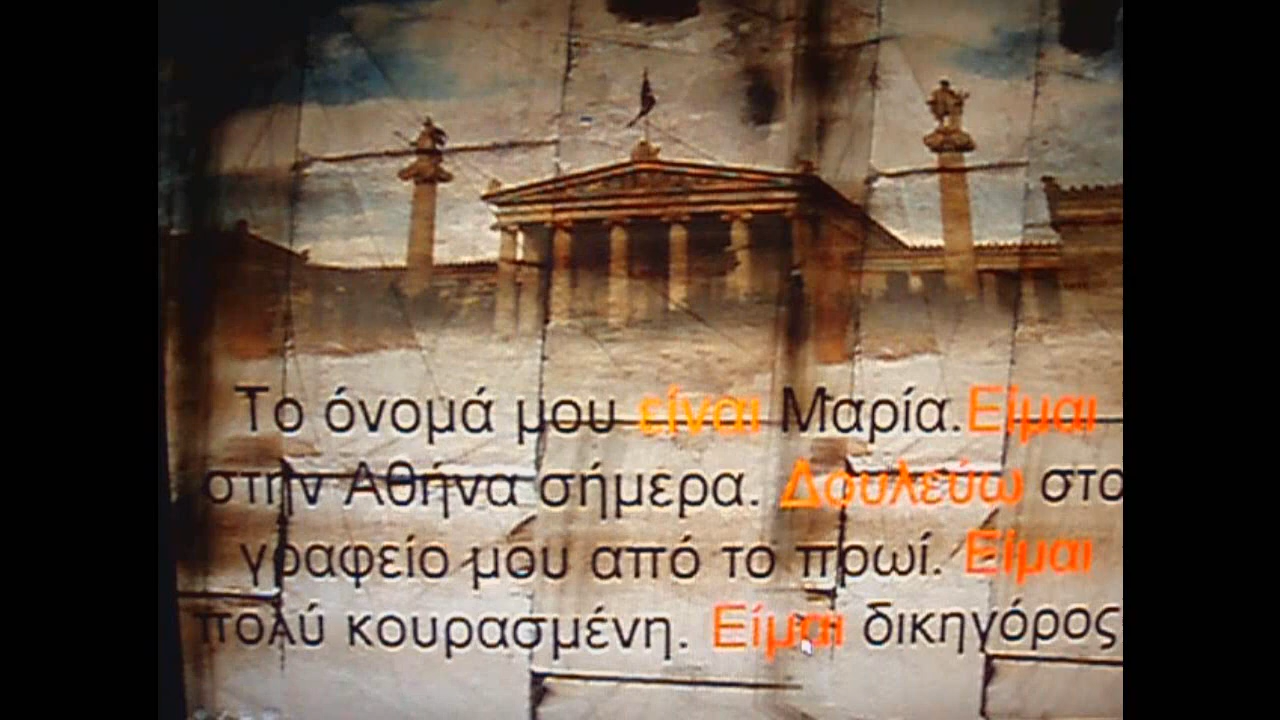 Το όνομά μου είναι Μαρία.Είμαι
στην Αθήνα σήμερα. Δουλεύω στο
γραφείο μου από το πρωί. Είμαι
πολύ κουρασμένη. Είμαι δικηγόρος